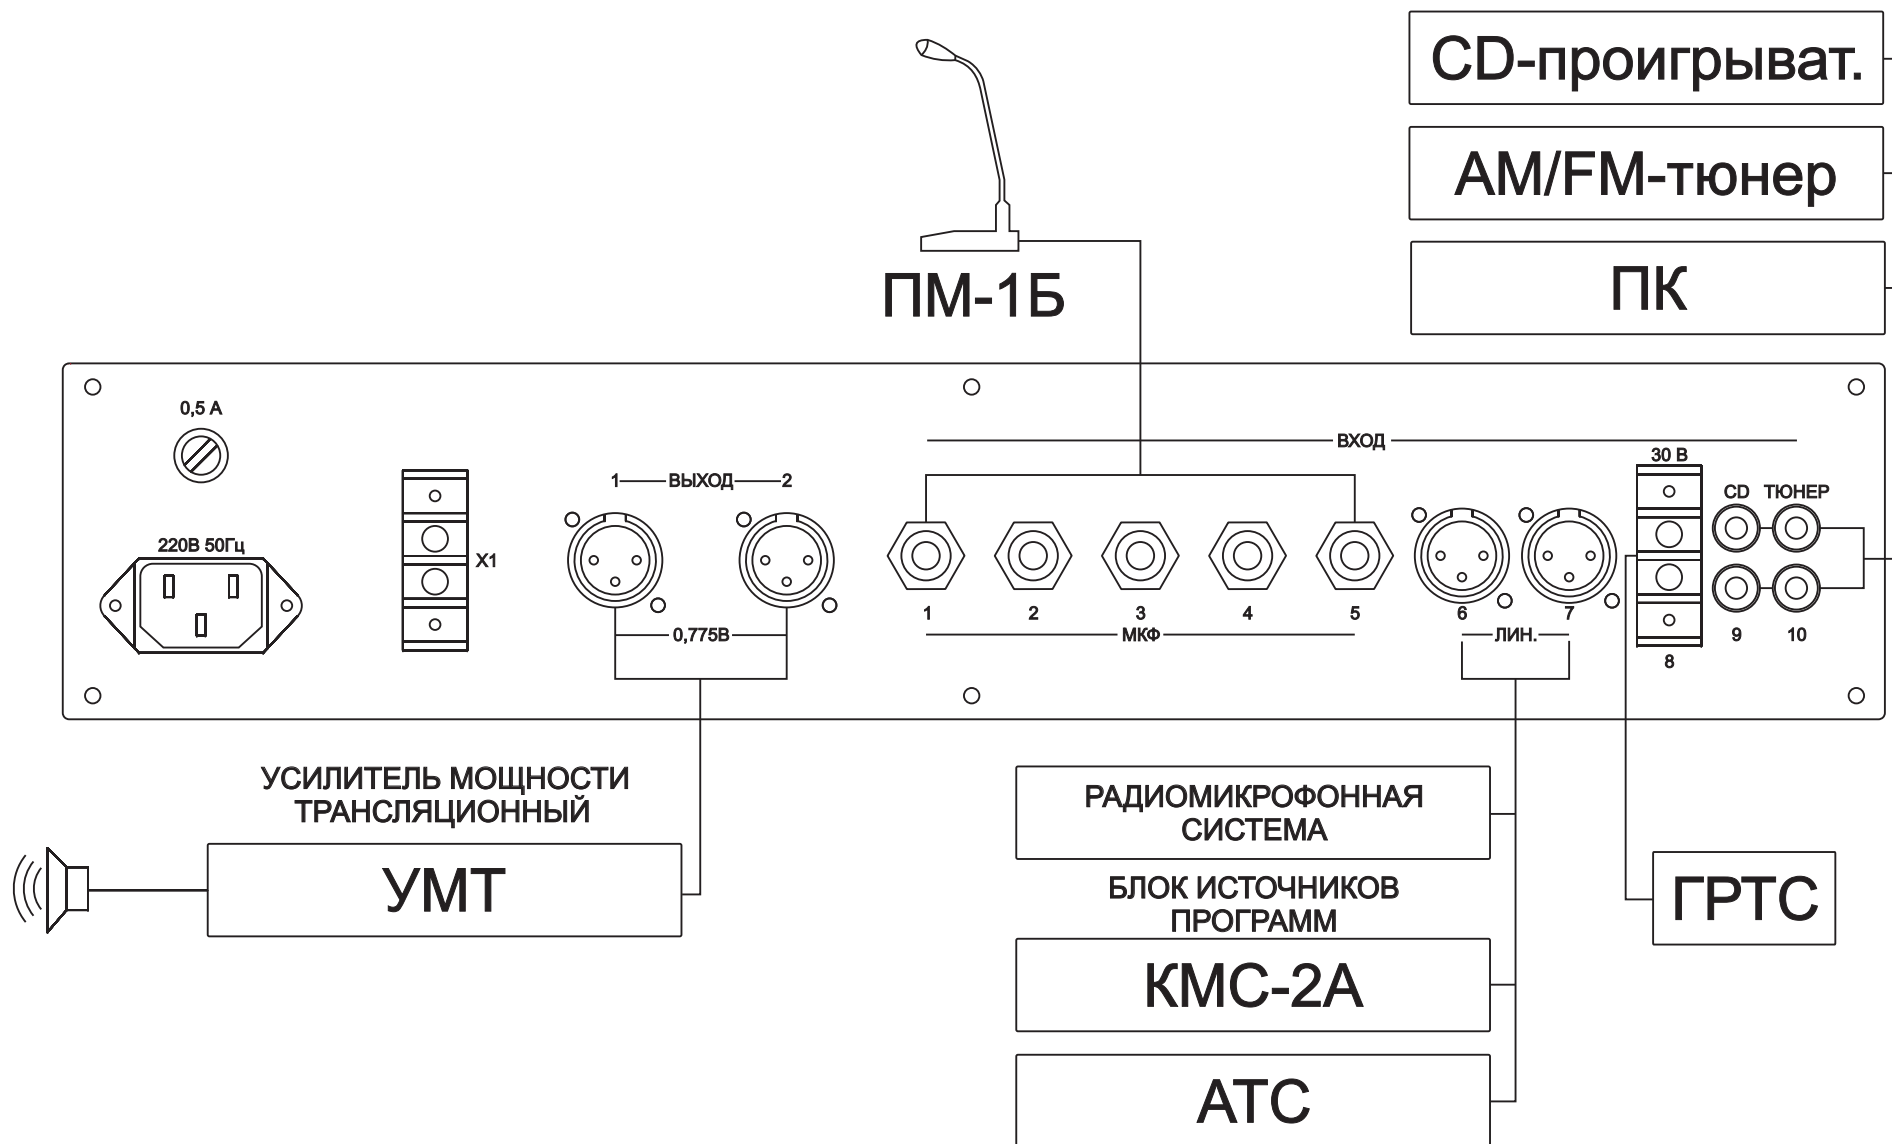 CD-проигрыват.
AM/FM-тюнер
ПК
ПМ-1Б
0,5 А
ВХОД
30 В
1 ВЫХОД 2
CD ТЮНЕР
220В 50Гц
X1
1 2 3 4 5 6 7
0,775В
МКФ
ЛИН.
9 10
8
УСИЛИТЕЛЬ МОЩНОСТИ
ТРАНСЛЯЦИОННЫЙ
УМТ
РАДИОМИКРОФОННАЯ
СИСТЕМА
БЛОК ИСТОЧНИКОВ
ПРОГРАММ
КМС-2А
АТС
ГРТС